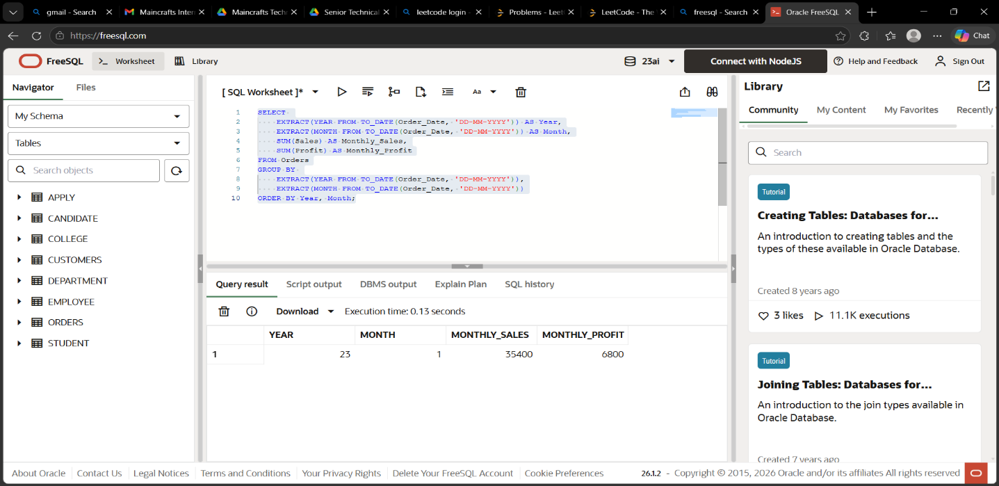 gmail - Search
Maincrafts Inter
Maincrafts Tech
Senior Technical
leetcode login -
Problems - Leet
LeetCode - The
freesql - Search
Oracle FreeSQL
https://freesql.com
Chat
FreeSQL
>_ Worksheet
Library
23ai
Connect with NodeJS
Help and Feedback
Sign Out
Navigator
Files
My Schema
Tables
Search objects
APPLY
CANDIDATE
COLLEGE
CUSTOMERS
DEPARTMENT
EMPLOYEE
ORDERS
STUDENT
[ SQL Worksheet ]*
Aa
1 SELECT
2 EXTRACT(YEAR FROM TO_DATE(Order_Date, 'DD-MM-YYYY')) AS Year,
3 EXTRACT(MONTH FROM TO_DATE(Order_Date, 'DD-MM-YYYY')) AS Month,
4 SUM(Sales) AS Monthly_Sales,
5 SUM(Profit) AS Monthly_Profit
6 FROM Orders
7 GROUP BY
8 EXTRACT(YEAR FROM TO_DATE(Order_Date, 'DD-MM-YYYY')),
9 EXTRACT(MONTH FROM TO_DATE(Order_Date, 'DD-MM-YYYY'))
10 ORDER BY Year, Month;
Query result
Script output
DBMS output
Explain Plan
SQL history
Download
Execution time: 0.13 seconds
YEAR MONTH MONTHLY_SALES MONTHLY_PROFIT
1 23 1 35400 6800
Library
Community
My Content
My Favorites
Recently
Search
Tutorial
Creating Tables: Databases for...
An introduction to creating tables and the
types of these available in Oracle Database.
Created 8 years ago
3 likes
11.1K executions
Tutorial
Joining Tables: Databases for...
An introduction to the join types available in
Oracle Database.
Created 7 years ago
About Oracle
Contact Us
Legal Notices
Terms and Conditions
Your Privacy Rights
Delete Your FreeSQL Account
Cookie Preferences
26.1.2 - Copyright © 2015, 2026 Oracle and/or its affiliates All rights reserved